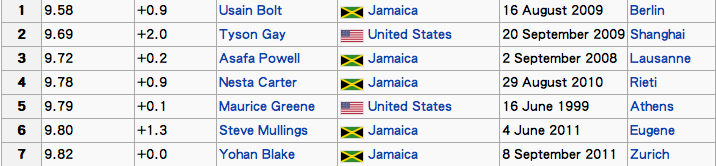 1 9.58 +0.9 Usain Bolt Jamaica 16 August 2009 Berlin
2 9.69 +2.0 Tyson Gay United States 20 September 2009 Shanghai
3 9.72 +0.2 Asafa Powell Jamaica 2 September 2008 Lausanne
4 9.78 +0.9 Nesta Carter Jamaica 29 August 2010 Rieti
5 9.79 +0.1 Maurice Greene United States 16 June 1999 Athens
6 9.80 +1.3 Steve Mullings Jamaica 4 June 2011 Eugene
7 9.82 +0.0 Yohan Blake Jamaica 8 September 2011 Zurich